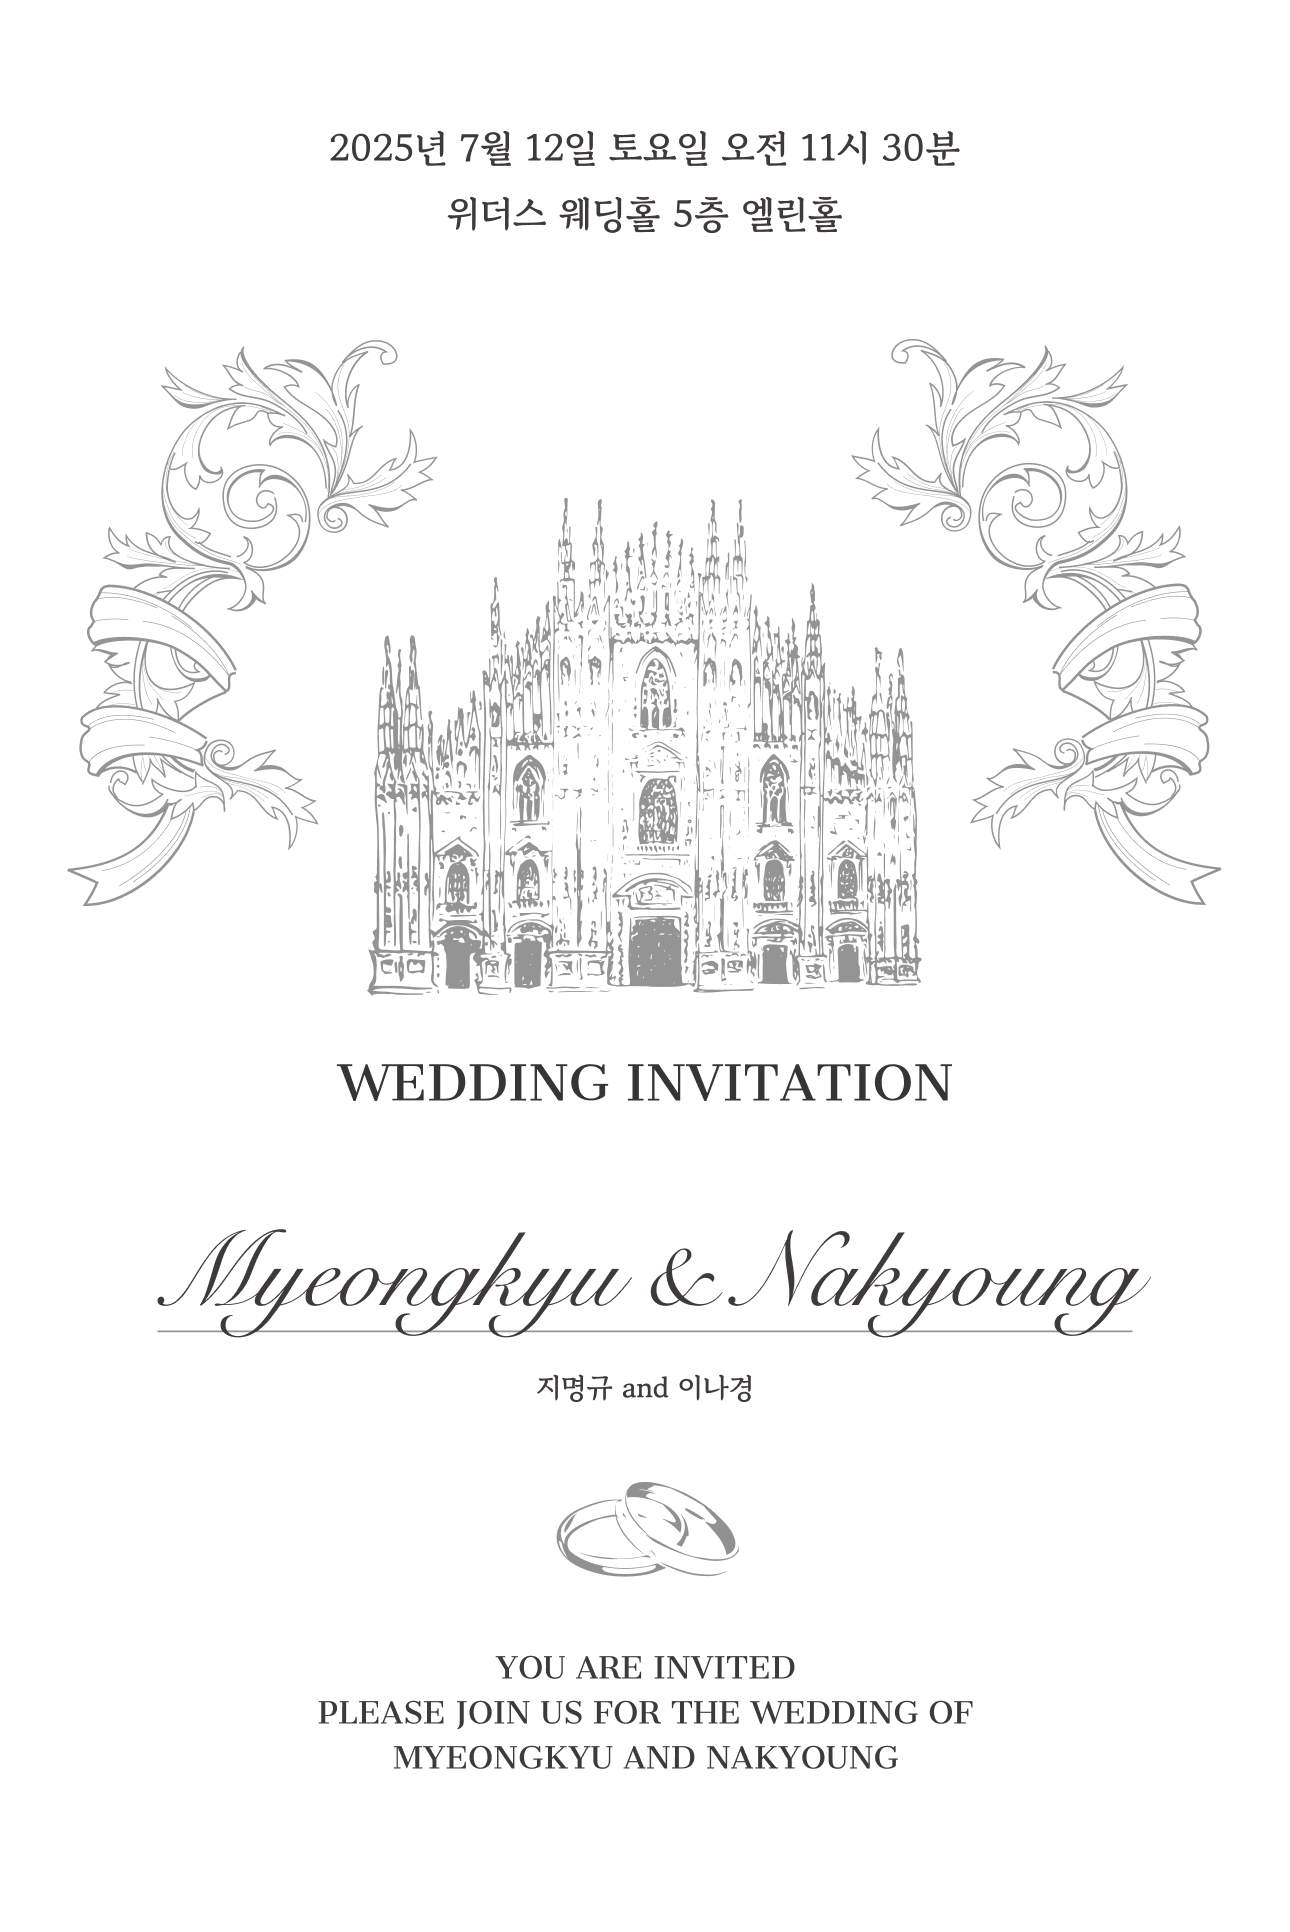 2025년 7월 12일 토요일 오전 11시 30분
위더스 웨딩홀 5층 엘린홀
WEDDING INVITATION
Myeongkyu & Nakyoung
지명규 and 이나경
YOU ARE INVITED
PLEASE JOIN US FOR THE WEDDING OF
MYEONGKYU AND NAKYOUNG